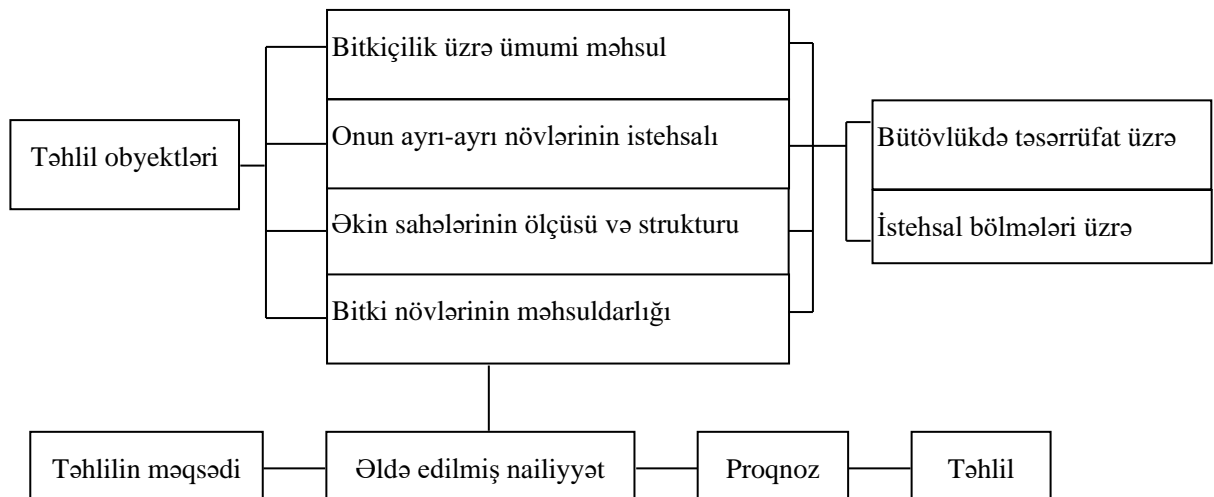 Təhlil obyektləri
Bitkiçilik üzrə ümumi məhsul
Onun ayrı-ayrı növlərinin istehsalı
Əkin sahələrinin ölçüsü və strukturu
Bitki növlərinin məhsuldarlığı
Bütövlükdə təsərrüfat üzrə
İstehsal bölmələri üzrə
Təhlilin məqsədi
Əldə edilmiş nailiyyət
Proqnoz
Təhlil